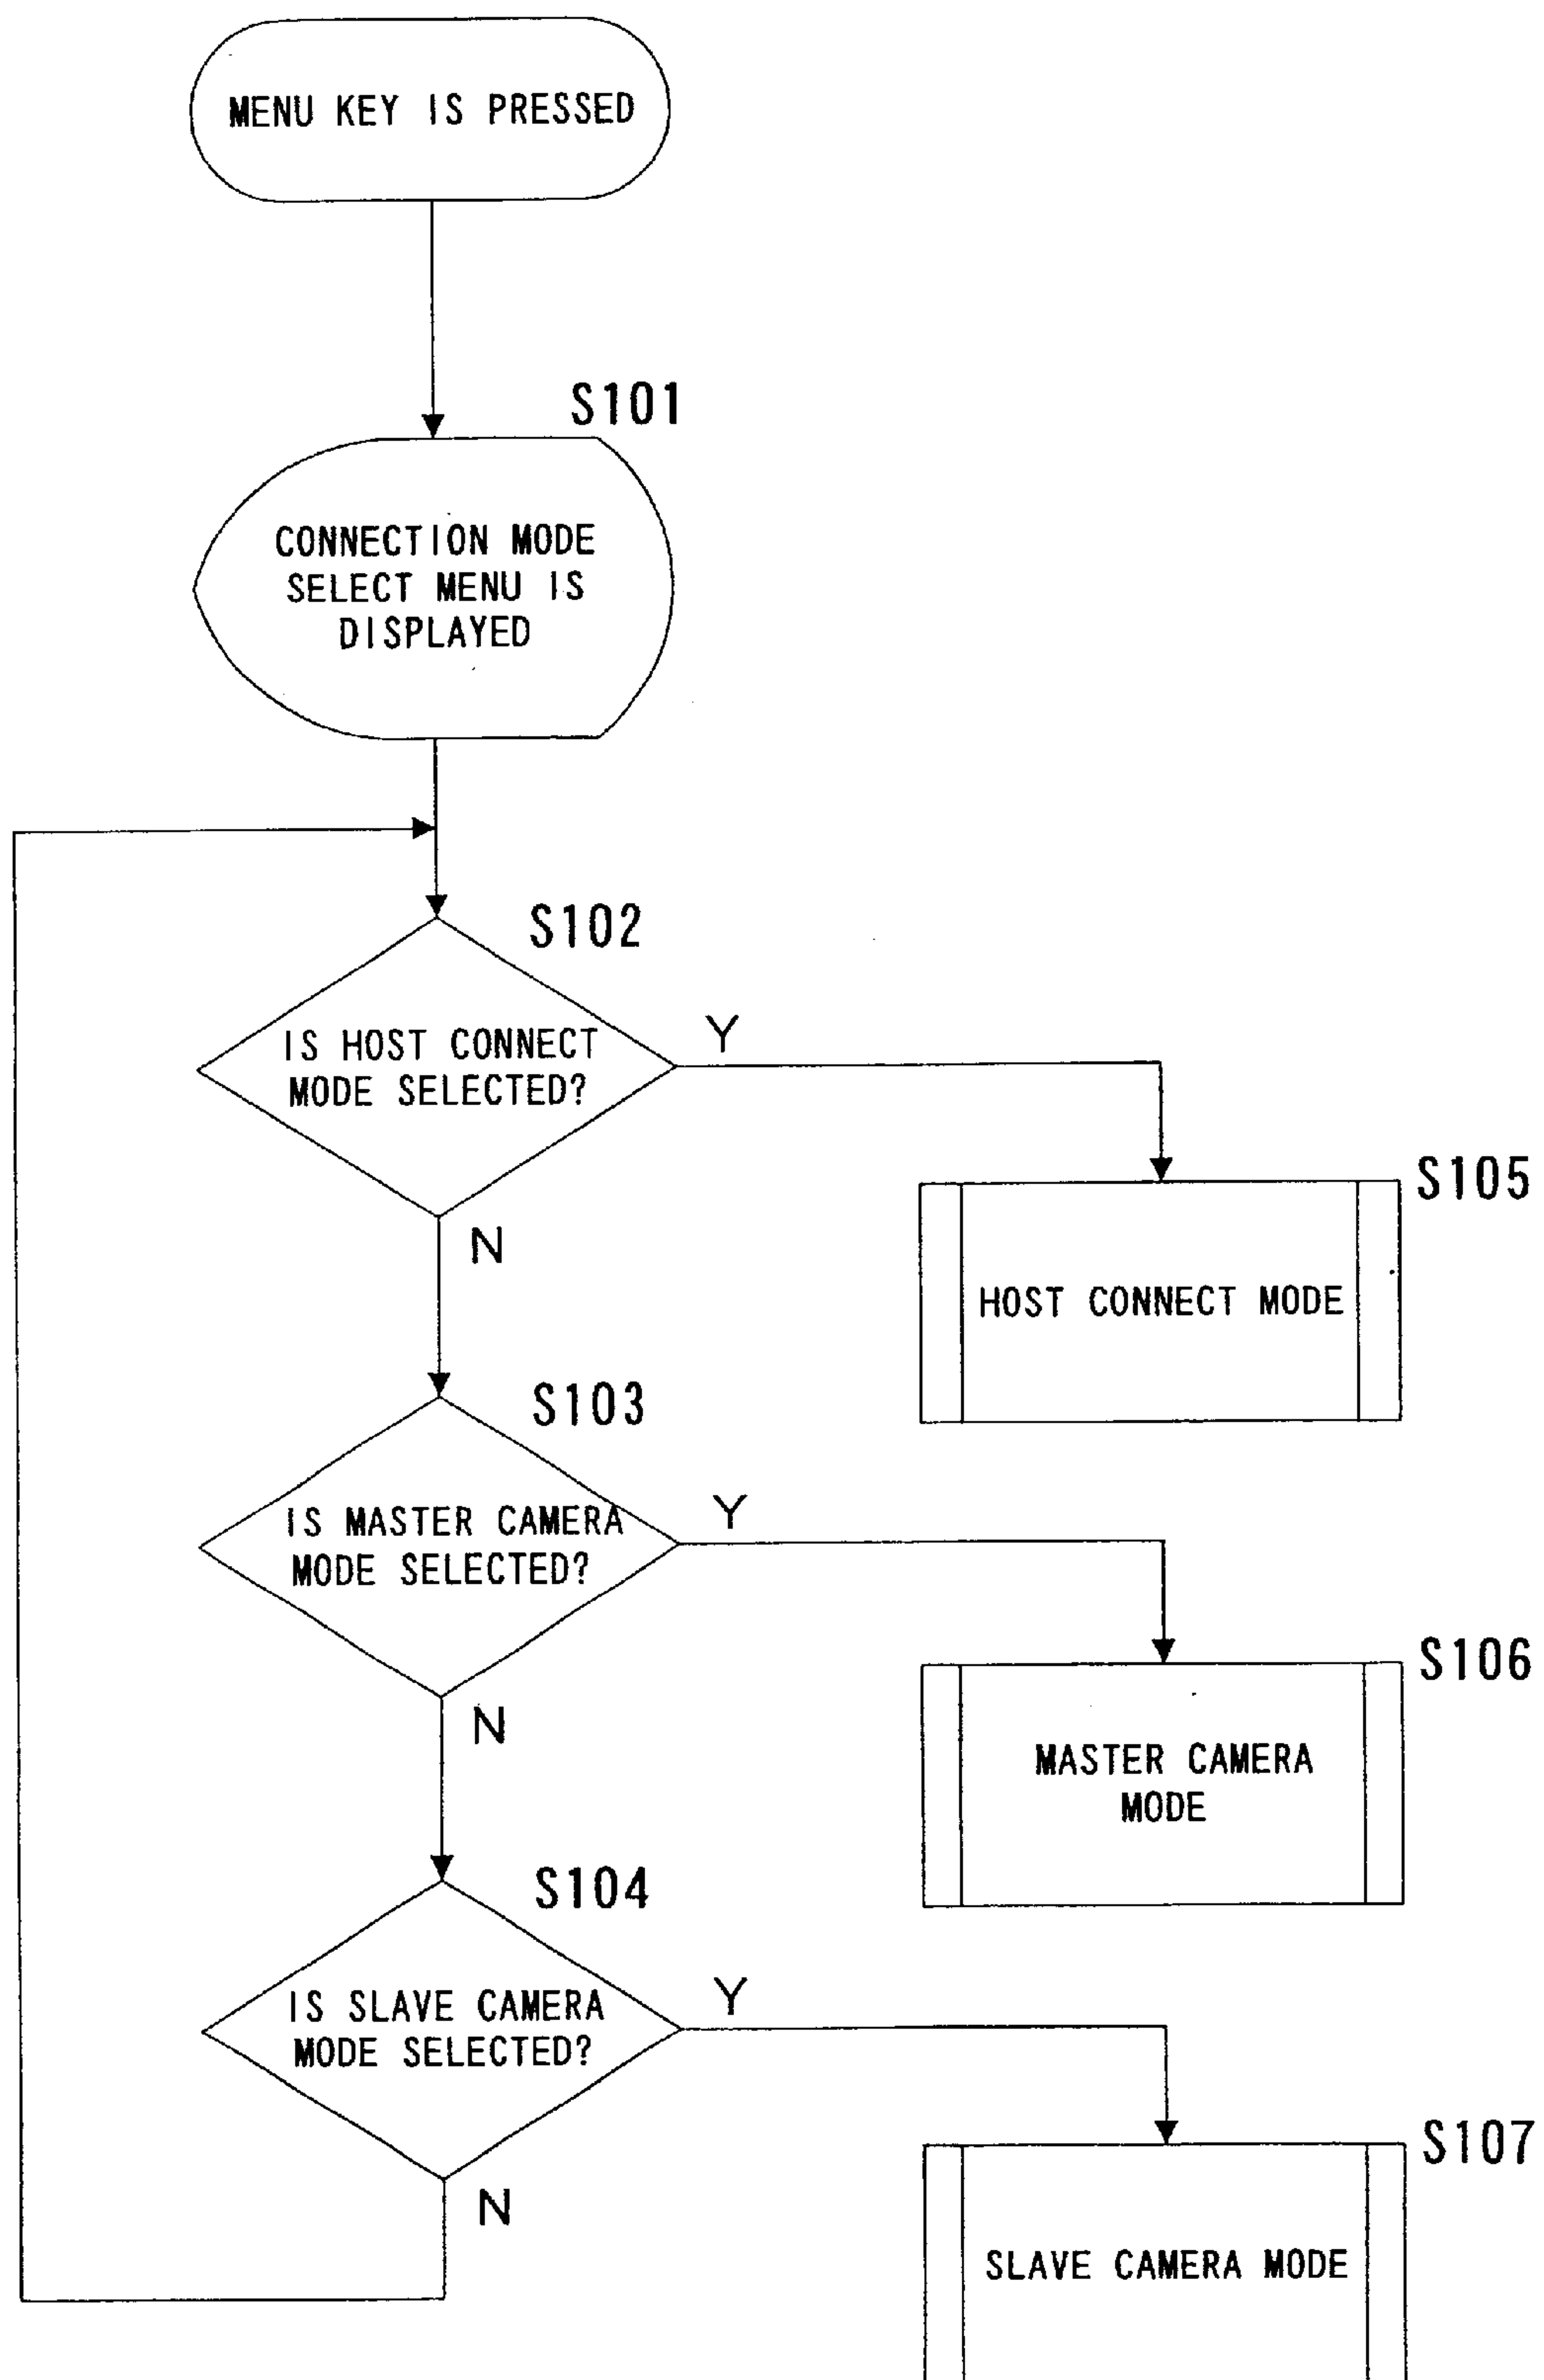 MENU KEY IS PRESSED
S101
CONNECTION MODE
SELECT MENU IS
DISPLAYED
S102
IS HOST CONNECT
MODE SELECTED?
Y
N
S105
HOST CONNECT MODE
S103
IS MASTER CAMERA
MODE SELECTED?
Y
N
S106
MASTER CAMERA
MODE
S104
IS SLAVE CAMERA
MODE SELECTED?
Y
N
S107
SLAVE CAMERA MODE